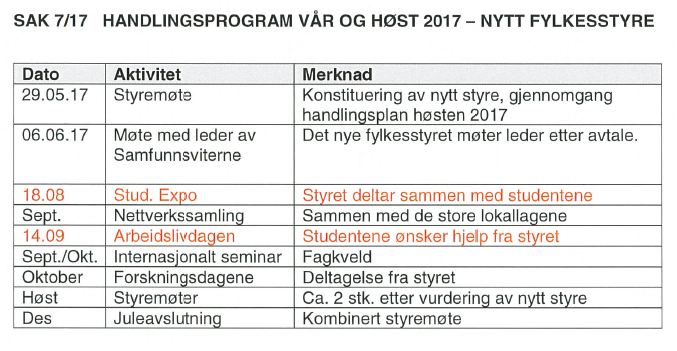 SAK 7/17 HANDLINGSPROGRAM VÅR OG HØST 2017 – NYTT FYLKESSTYRE
Dato Aktivitet Merknad
29.05.17 Styremøte Konstituering av nytt styre, gjennomgang
handlingsplan høsten 2017
06.06.17 Møte med leder av Det nye fylkesstyret møter leder etter avtale.
Samfunnsviterne
18.08 Stud. Expo Styret deltar sammen med studentene
Sept. Nettverkssamling Sammen med de store lokallagene
14.09 Arbeidslivdagen Studentene ønsker hjelp fra styret
Sept./Okt. Internasjonalt seminar Fagkveld
Oktober Forskningsdagene Deltagelse fra styret
Høst Styremøter Ca. 2 stk. etter vurdering av nytt styre
Des Juleavslutning Kombinert styremøte